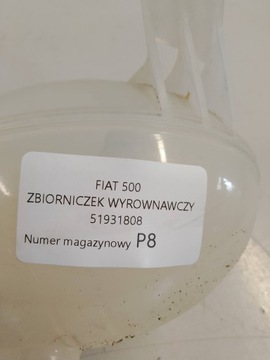 FIAT 500
ZBIORNICZEK WYROWNAWCZY
51931808
Numer magazynowy P8